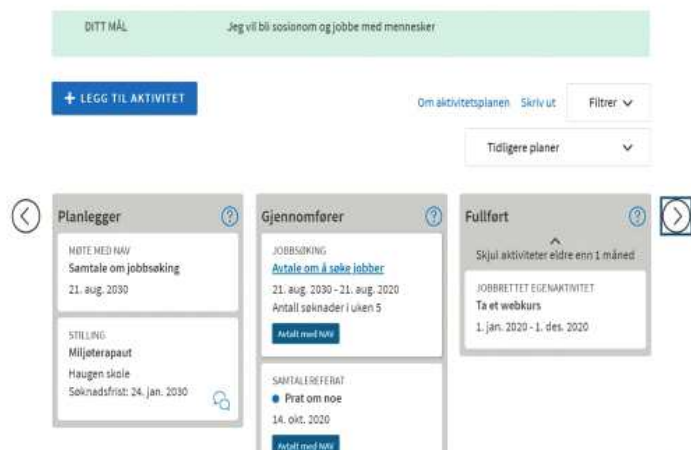 DITT MÅL Jeg vil bli sosionom og jobbe med mennesker
+ LEGG TIL AKTIVITET
Om aktivitetsplanen Skriv ut Filtrer
Tidligere planer
Planlegger
MØTE MED NAV
Samtale om jobbsøking
21. aug. 2030
STILLING
Miljøterapaut
Haugen skole
Søknadsfrist: 24. jan. 2030
Gjennomfører
JOBBSØKING
Avtale om å søke jobber
21. aug. 2030 - 21. aug. 2020
Antall søknader i uken 5
Avtalt med NAV
SAMTALEREFERAT
Prat om noe
14. okt. 2020
Avtalt med NAV
Fullført
Skjul aktiviteter eldre enn 1 måned
JOBBRETTET EGENAKTIVITET
Ta et webkurs
1. jan. 2020 - 1. des. 2020